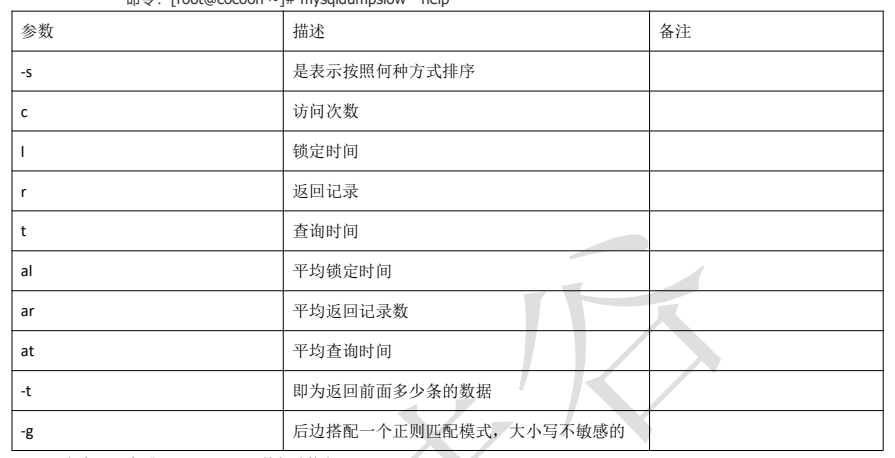 命令：[root@cocoon ~]# mysqldumpslow --help
参数 描述 备注
-s 是表示按照何种方式排序
c 访问次数
l 锁定时间
r 返回记录
t 查询时间
al 平均锁定时间
ar 平均返回记录数
at 平均查询时间
-t 即为返回前面多少条的数据
-g 后边搭配一个正则匹配模式，大小写不敏感的